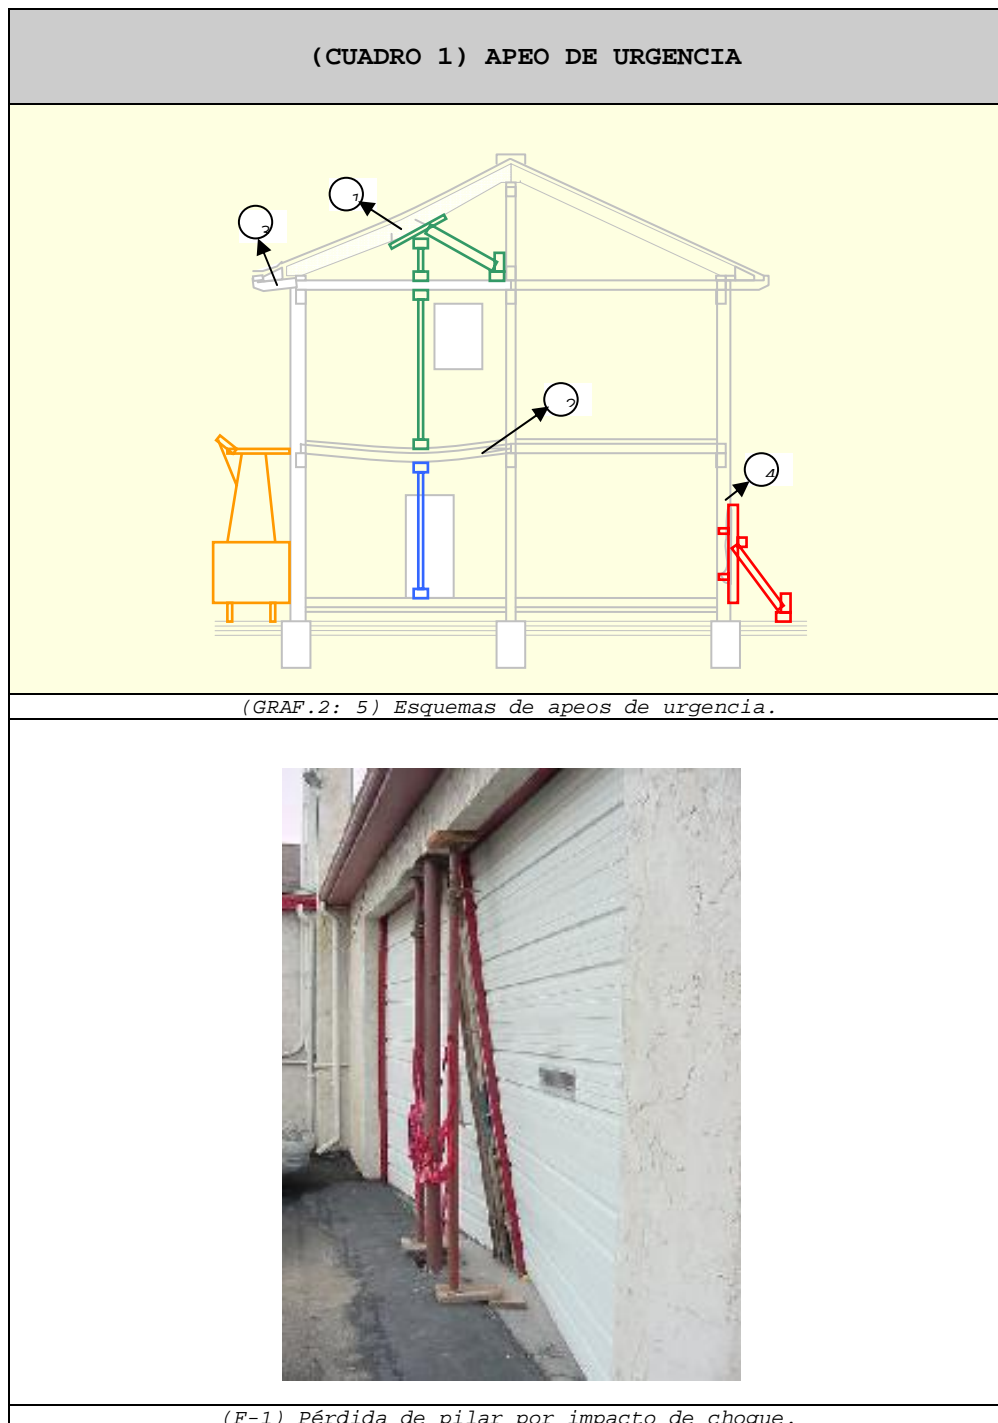 (CUADRO 1) APEO DE URGENCIA
1
3
2
4
(GRAF.2: 5) Esquemas de apeos de urgencia.
(F-1) Pérdida de pilar por impacto de choque.